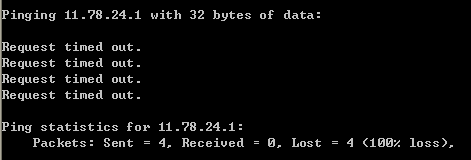 Pinging 11.78.24.1 with 32 bytes of data:
Request timed out.
Request timed out.
Request timed out.
Request timed out.
Ping statistics for 11.78.24.1:
Packets: Sent = 4, Received = 0, Lost = 4 (100% loss),